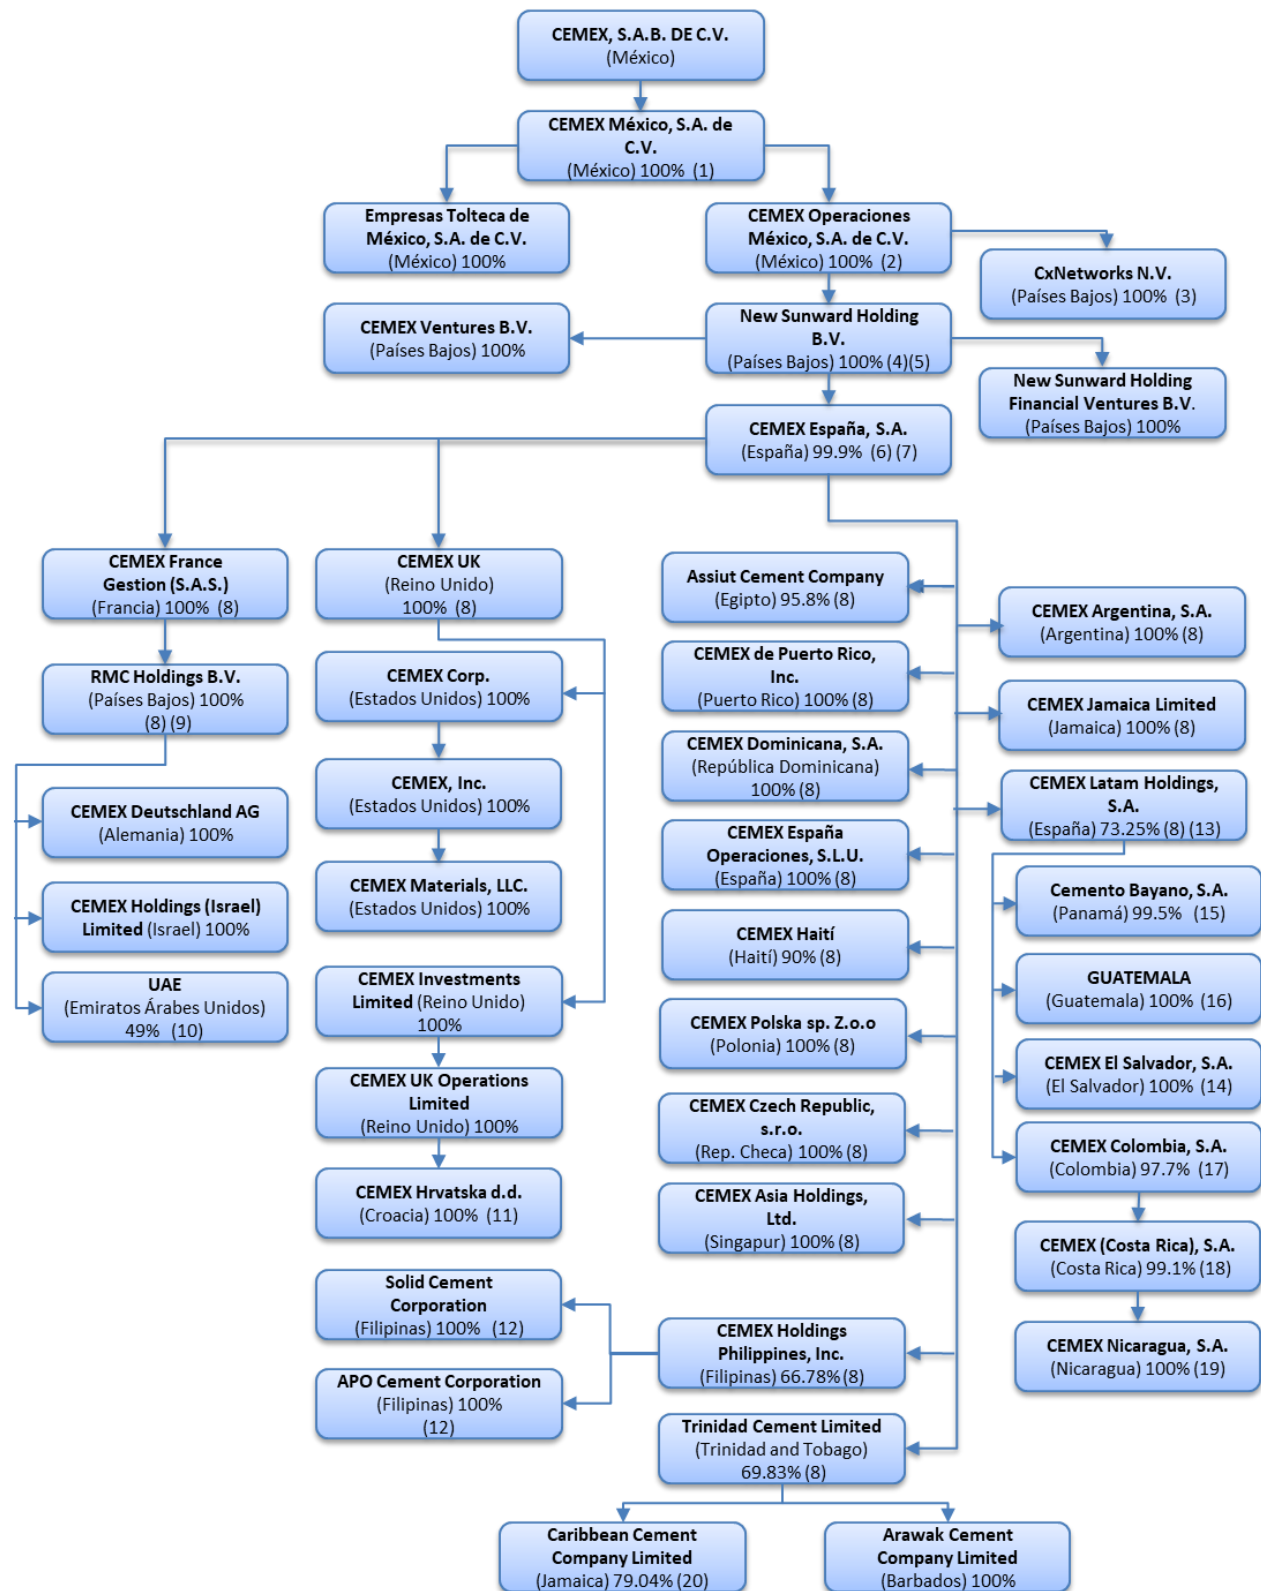 CEMEX, S.A.B. DE C.V.
(México)
CEMEX México, S.A. de
C.V.
(México) 100% (1)
Empresas Tolteca de
México, S.A. de C.V.
(México) 100%
CEMEX Operaciones
México, S.A. de C.V.
(México) 100% (2)
CxNetworks N.V.
(Países Bajos) 100% (3)
CEMEX Ventures B.V.
(Países Bajos) 100%
New Sunward Holding
B.V.
(Países Bajos) 100% (4)(5)
New Sunward Holding
Financial Ventures B.V.
(Países Bajos) 100%
CEMEX España, S.A.
(España) 99.9% (6) (7)
CEMEX France
Gestion (S.A.S.)
(Francia) 100% (8)
RMC Holdings B.V.
(Países Bajos) 100%
(8) (9)
CEMEX Deutschland AG
(Alemania) 100%
CEMEX Holdings (Israel)
Limited (Israel) 100%
UAE
(Emiratos Árabes Unidos)
49% (10)
CEMEX UK
(Reino Unido)
100% (8)
CEMEX Corp.
(Estados Unidos) 100%
CEMEX, Inc.
(Estados Unidos) 100%
CEMEX Materials, LLC.
(Estados Unidos) 100%
CEMEX Investments
Limited (Reino Unido)
100%
CEMEX UK Operations
Limited
(Reino Unido) 100%
CEMEX Hrvatska d.d.
(Croacia) 100% (11)
Solid Cement
Corporation
(Filipinas) 100% (12)
APO Cement Corporation
(Filipinas) 100%
(12)
Assiut Cement Company
(Egipto) 95.8% (8)
CEMEX de Puerto Rico,
Inc.
(Puerto Rico) 100% (8)
CEMEX Dominicana, S.A.
(República Dominicana)
100% (8)
CEMEX España
Operaciones, S.L.U.
(España) 100% (8)
CEMEX Haití
(Haití) 90% (8)
CEMEX Polska sp. Z.o.o
(Polonia) 100% (8)
CEMEX Czech Republic,
s.r.o.
(Rep. Checa) 100% (8)
CEMEX Asia Holdings,
Ltd.
(Singapur) 100% (8)
CEMEX Holdings
Philippines, Inc.
(Filipinas) 66.78% (8)
Trinidad Cement Limited
(Trinidad and Tobago)
69.83% (8)
CEMEX Argentina, S.A.
(Argentina) 100% (8)
CEMEX Jamaica Limited
(Jamaica) 100% (8)
CEMEX Latam Holdings,
S.A.
(España) 73.25% (8) (13)
Cemento Bayano, S.A.
(Panamá) 99.5% (15)
GUATEMALA
(Guatemala) 100% (16)
CEMEX El Salvador, S.A.
(El Salvador) 100% (14)
CEMEX Colombia, S.A.
(Colombia) 97.7% (17)
CEMEX (Costa Rica), S.A.
(Costa Rica) 99.1% (18)
CEMEX Nicaragua, S.A.
(Nicaragua) 100% (19)
Caribbean Cement
Company Limited
(Jamaica) 79.04% (20)
Arawak Cement
Company Limited
(Barbados) 100%